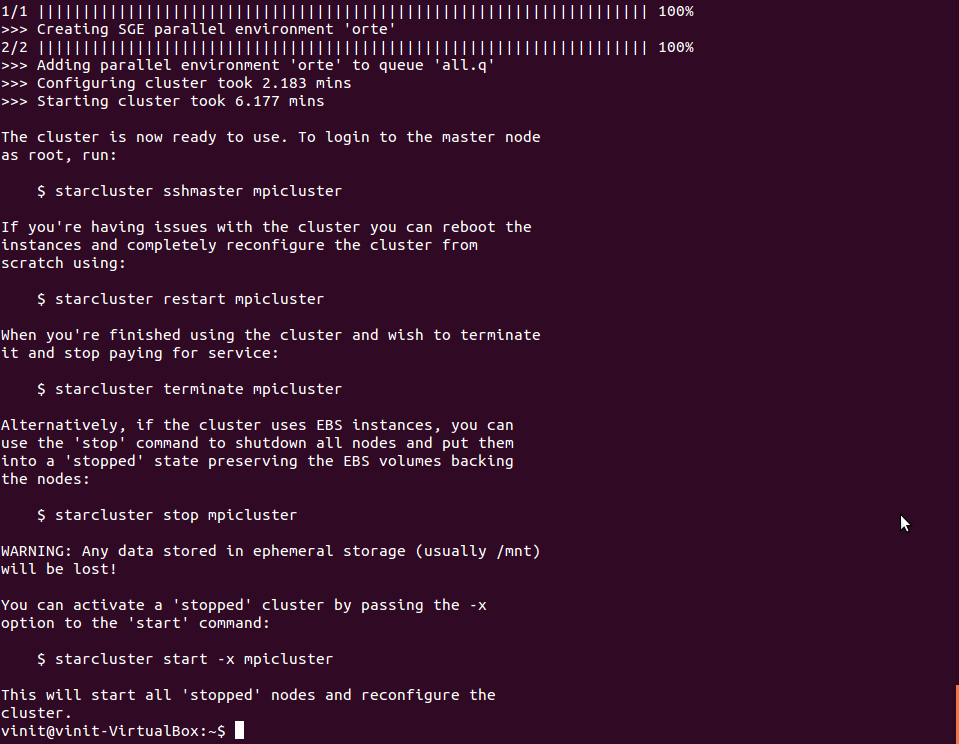 1/1 |||||||||||||||||||||||||||||||||||||||||||||||||||||||||||||||||||| 100%
>>> Creating SGE parallel environment 'orte'
2/2 |||||||||||||||||||||||||||||||||||||||||||||||||||||||||||||||||||| 100%
>>> Adding parallel environment 'orte' to queue 'all.q'
>>> Configuring cluster took 2.183 mins
>>> Starting cluster took 6.177 mins

The cluster is now ready to use. To login to the master node
as root, run:

    $ starcluster sshmaster mpicluster

If you're having issues with the cluster you can reboot the
instances and completely reconfigure the cluster from
scratch using:

    $ starcluster restart mpicluster

When you're finished using the cluster and wish to terminate
it and stop paying for service:

    $ starcluster terminate mpicluster

Alternatively, if the cluster uses EBS instances, you can
use the 'stop' command to shutdown all nodes and put them
into a 'stopped' state preserving the EBS volumes backing
the nodes:

    $ starcluster stop mpicluster

WARNING: Any data stored in ephemeral storage (usually /mnt)
will be lost!

You can activate a 'stopped' cluster by passing the -x
option to the 'start' command:

    $ starcluster start -x mpicluster

This will start all 'stopped' nodes and reconfigure the
cluster.
vinit@vinit-VirtualBox:~$